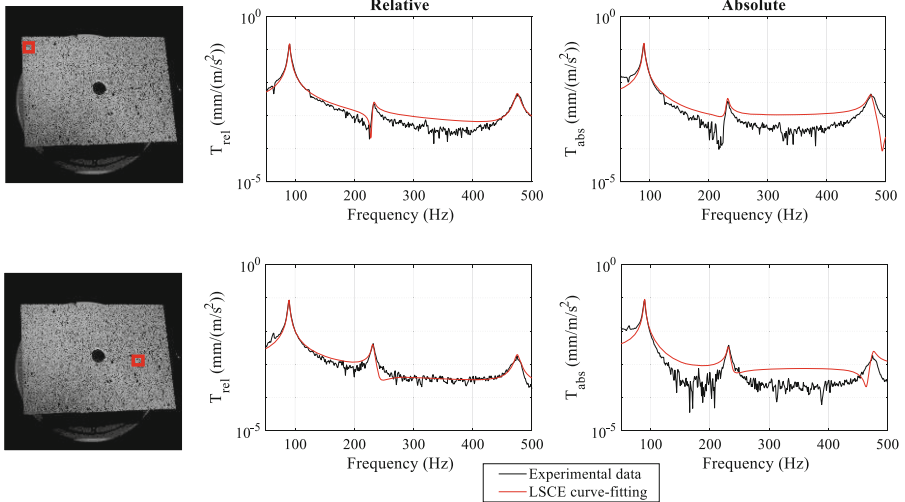 Relative
Absolute
10^0
T_rel (mm/(m/s^2))
10^-5
100 200 300 400 500
Frequency (Hz)
10^0
T_abs (mm/(m/s^2))
10^-5
100 200 300 400 500
Frequency (Hz)
10^0
T_rel (mm/(m/s^2))
10^-5
100 200 300 400 500
Frequency (Hz)
10^0
T_abs (mm/m/s^2))
10^-5
100 200 300 400 500
Frequency (Hz)
Experimental data
LSCE curve-fitting